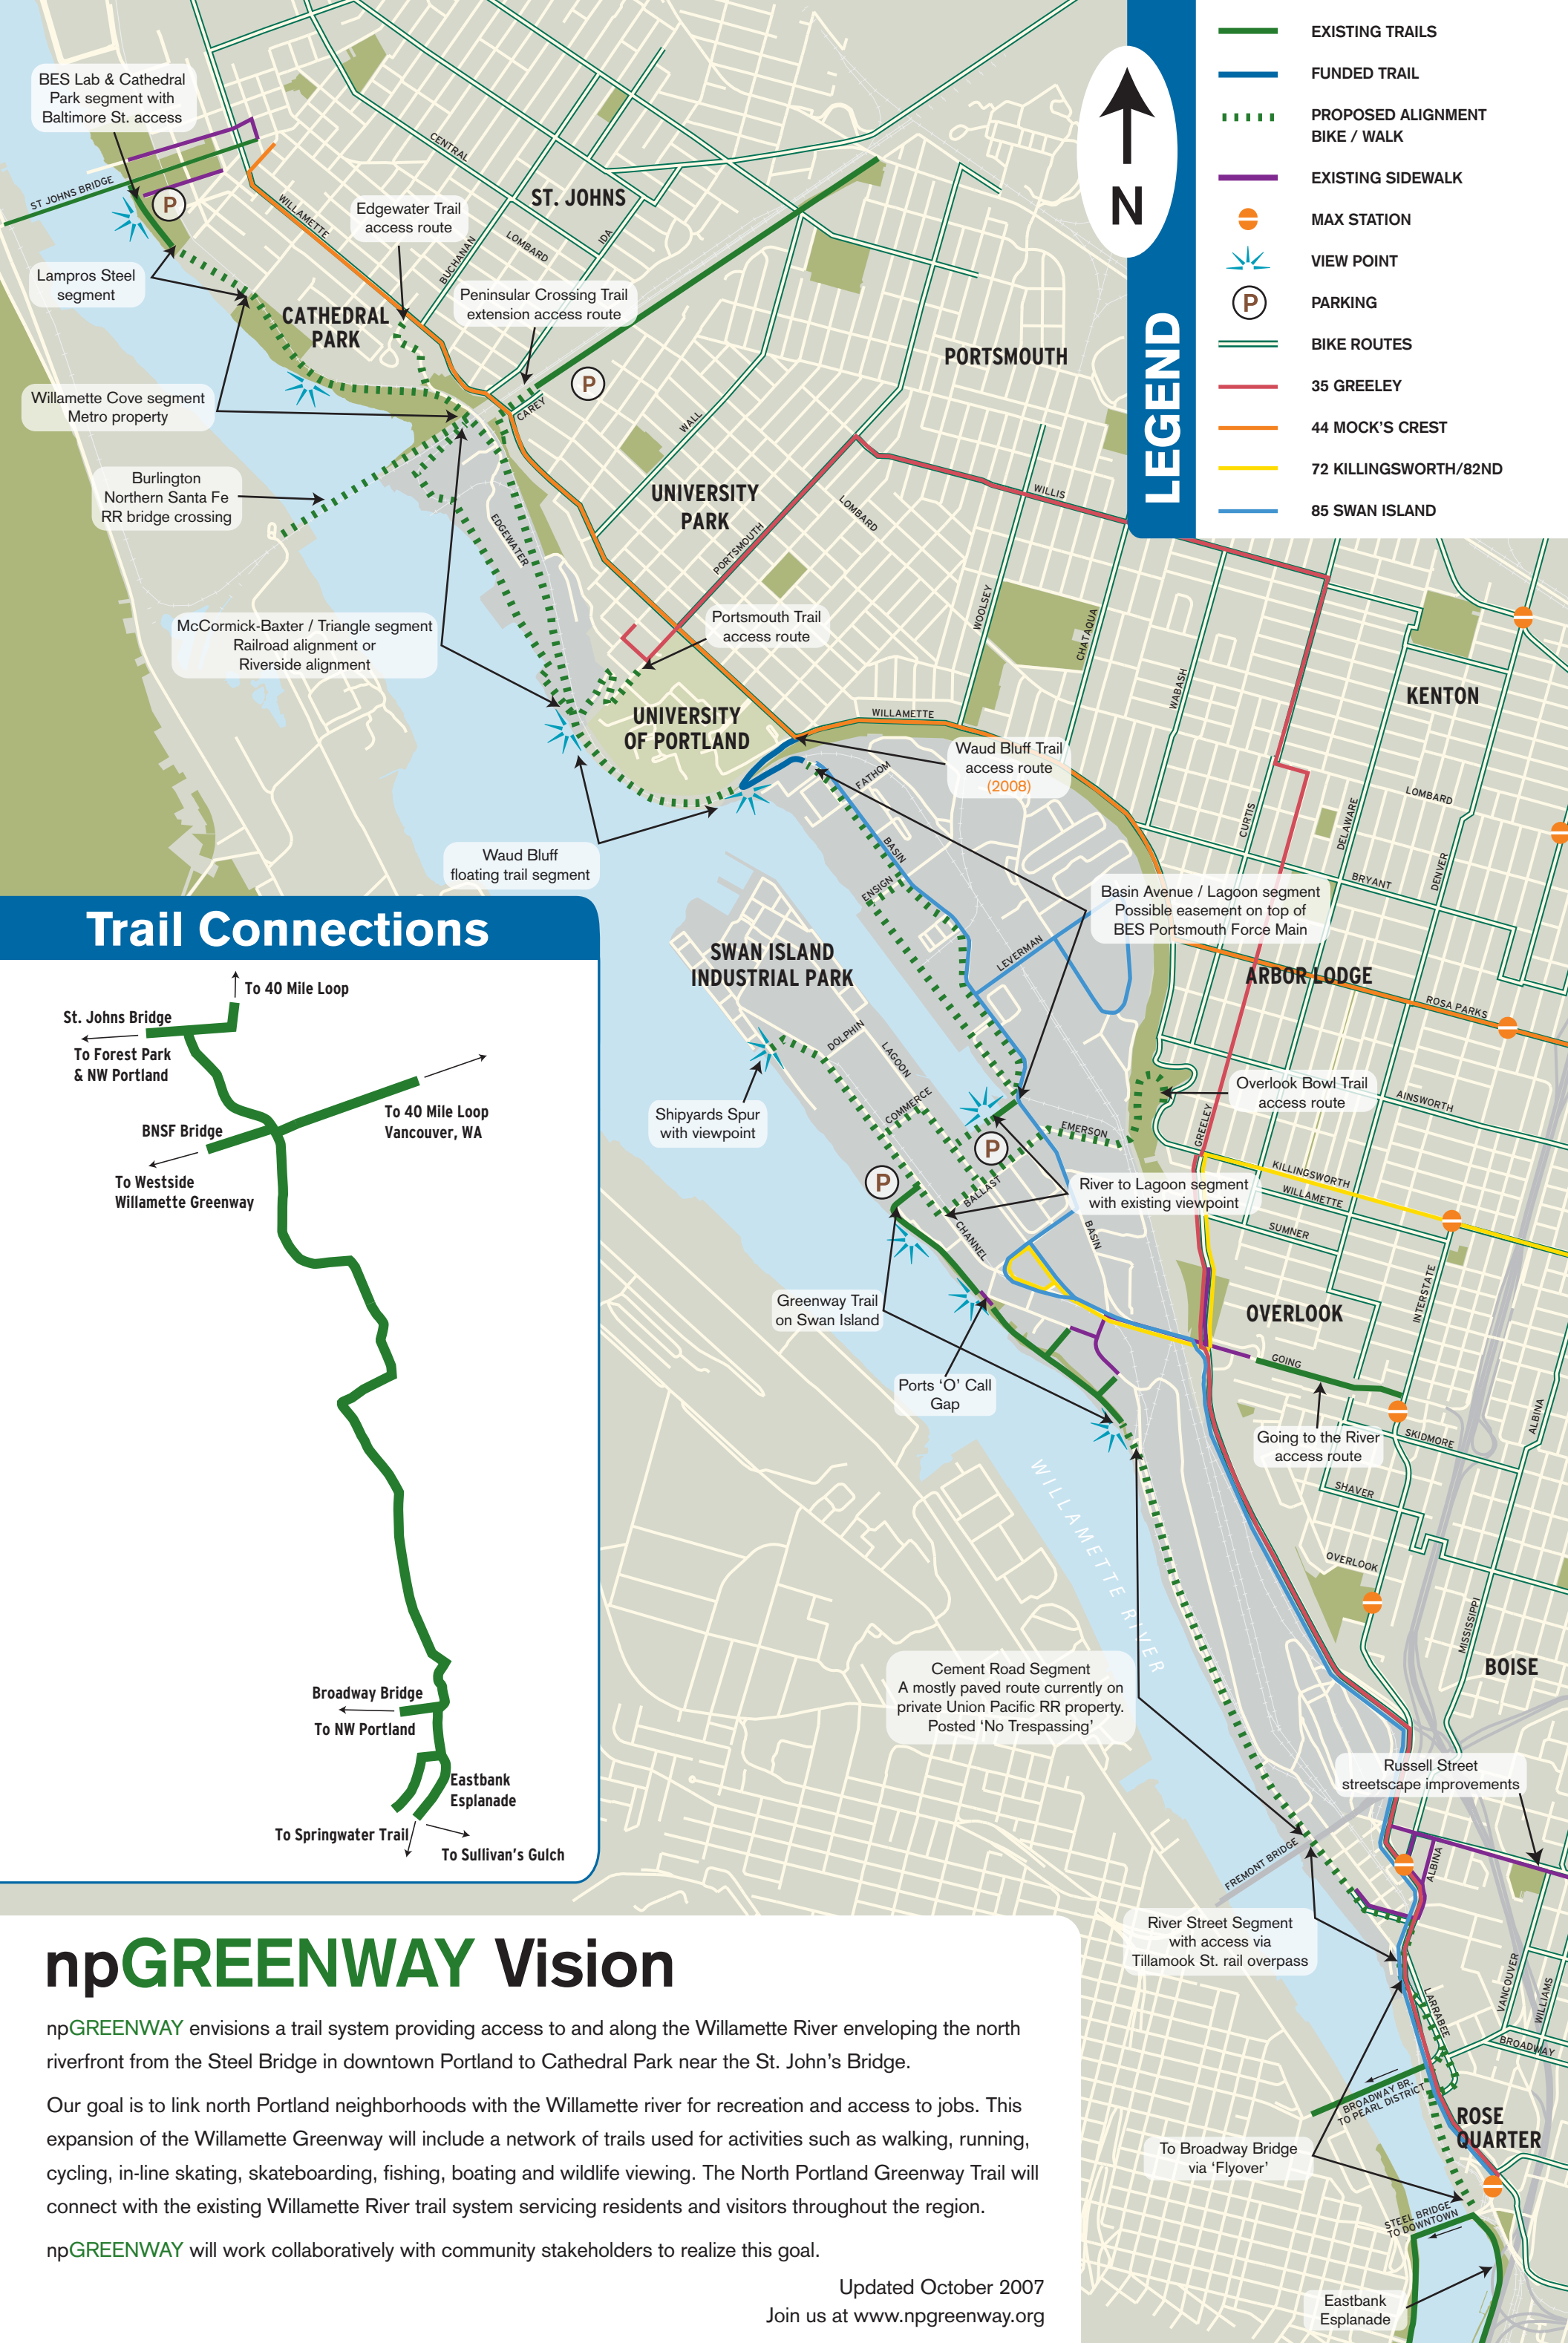 BES Lab & Cathedral
Park segment with
Baltimore St. access
ST JOHNS BRIDGE
P
Lampros Steel
segment
WILLAMETTE
CENTRAL
ST. JOHNS
Edgewater Trail
access route
BUCHANAN
LOMBARD
IDA
Peninsular Crossing Trail
extension access route
CATHEDRAL
PARK
P
CAREY
Willamette Cove segment
Metro property
Burlington
Northern Santa Fe
RR bridge crossing
EDGEWATER
WALL
PORTSMOUTH
UNIVERSITY
PARK
PORTSMOUTH
LOMBARD
WILLIS
McCormick-Baxter / Triangle segment
Railroad alignment or
Riverside alignment
Portsmouth Trail
access route
WOOLSEY
CHATAQUA
WABASH
KENTON
UNIVERSITY
OF PORTLAND
WILLAMETTE
Waud Bluff Trail
access route
(2008)
FATHOM
BASIN
ENSIGN
CURTIS
DELAWARE
LOMBARD
DENVER
BRYANT
Waud Bluff
floating trail segment
Basin Avenue / Lagoon segment
Possible easement on top of
BES Portsmouth Force Main
SWAN ISLAND
INDUSTRIAL PARK
LEVERMAN
ARBOR LODGE
ROSA PARKS
DOLPHIN
LAGOON
COMMERCE
Shipyards Spur
with viewpoint
Overlook Bowl Trail
access route
AINSWORTH
GREELEY
EMERSON
P
P
BALLAST
River to Lagoon segment
with existing viewpoint
KILLINGSWORTH
WILLAMETTE
SUMNER
CHANNEL
BASIN
INTERSTATE
Greenway Trail
on Swan Island
OVERLOOK
GOING
Ports ‘O’ Call
Gap
Going to the River
access route
ALBINA
SKIDMORE
SHAVER
WILLAMETTE RIVER
OVERLOOK
MISSISSIPPI
BOISE
Cement Road Segment
A mostly paved route currently on
private Union Pacific RR property.
Posted ‘No Trespassing’
Russell Street
streetscape improvements
FREMONT BRIDGE
ALBINA
River Street Segment
with access via
Tillamook St. rail overpass
LARRABEE
VANCOUVER
WILLIAMS
BROADWAY
BROADWAY BR.
TO PEARL DISTRICT
ROSE
QUARTER
To Broadway Bridge
via ‘Flyover’
STEEL BRIDGE
TO DOWNTOWN
Eastbank
Esplanade
N
LEGEND
EXISTING TRAILS
FUNDED TRAIL
PROPOSED ALIGNMENT
BIKE / WALK
EXISTING SIDEWALK
MAX STATION
VIEW POINT
P PARKING
BIKE ROUTES
35 GREELEY
44 MOCK’S CREST
72 KILLINGSWORTH/82ND
85 SWAN ISLAND
Trail Connections
To 40 Mile Loop
St. Johns Bridge
To Forest Park
& NW Portland
To 40 Mile Loop
Vancouver, WA
BNSF Bridge
To Westside
Willamette Greenway
Broadway Bridge
To NW Portland
Eastbank
Esplanade
To Springwater Trail
To Sullivan’s Gulch
npGREENWAY Vision
npGREENWAY envisions a trail system providing access to and along the Willamette River enveloping the north
riverfront from the Steel Bridge in downtown Portland to Cathedral Park near the St. John’s Bridge.
Our goal is to link north Portland neighborhoods with the Willamette river for recreation and access to jobs. This
expansion of the Willamette Greenway will include a network of trails used for activities such as walking, running,
cycling, in-line skating, skateboarding, fishing, boating and wildlife viewing. The North Portland Greenway Trail will
connect with the existing Willamette River trail system servicing residents and visitors throughout the region.
npGREENWAY will work collaboratively with community stakeholders to realize this goal.
Updated October 2007
Join us at www.npgreenway.org